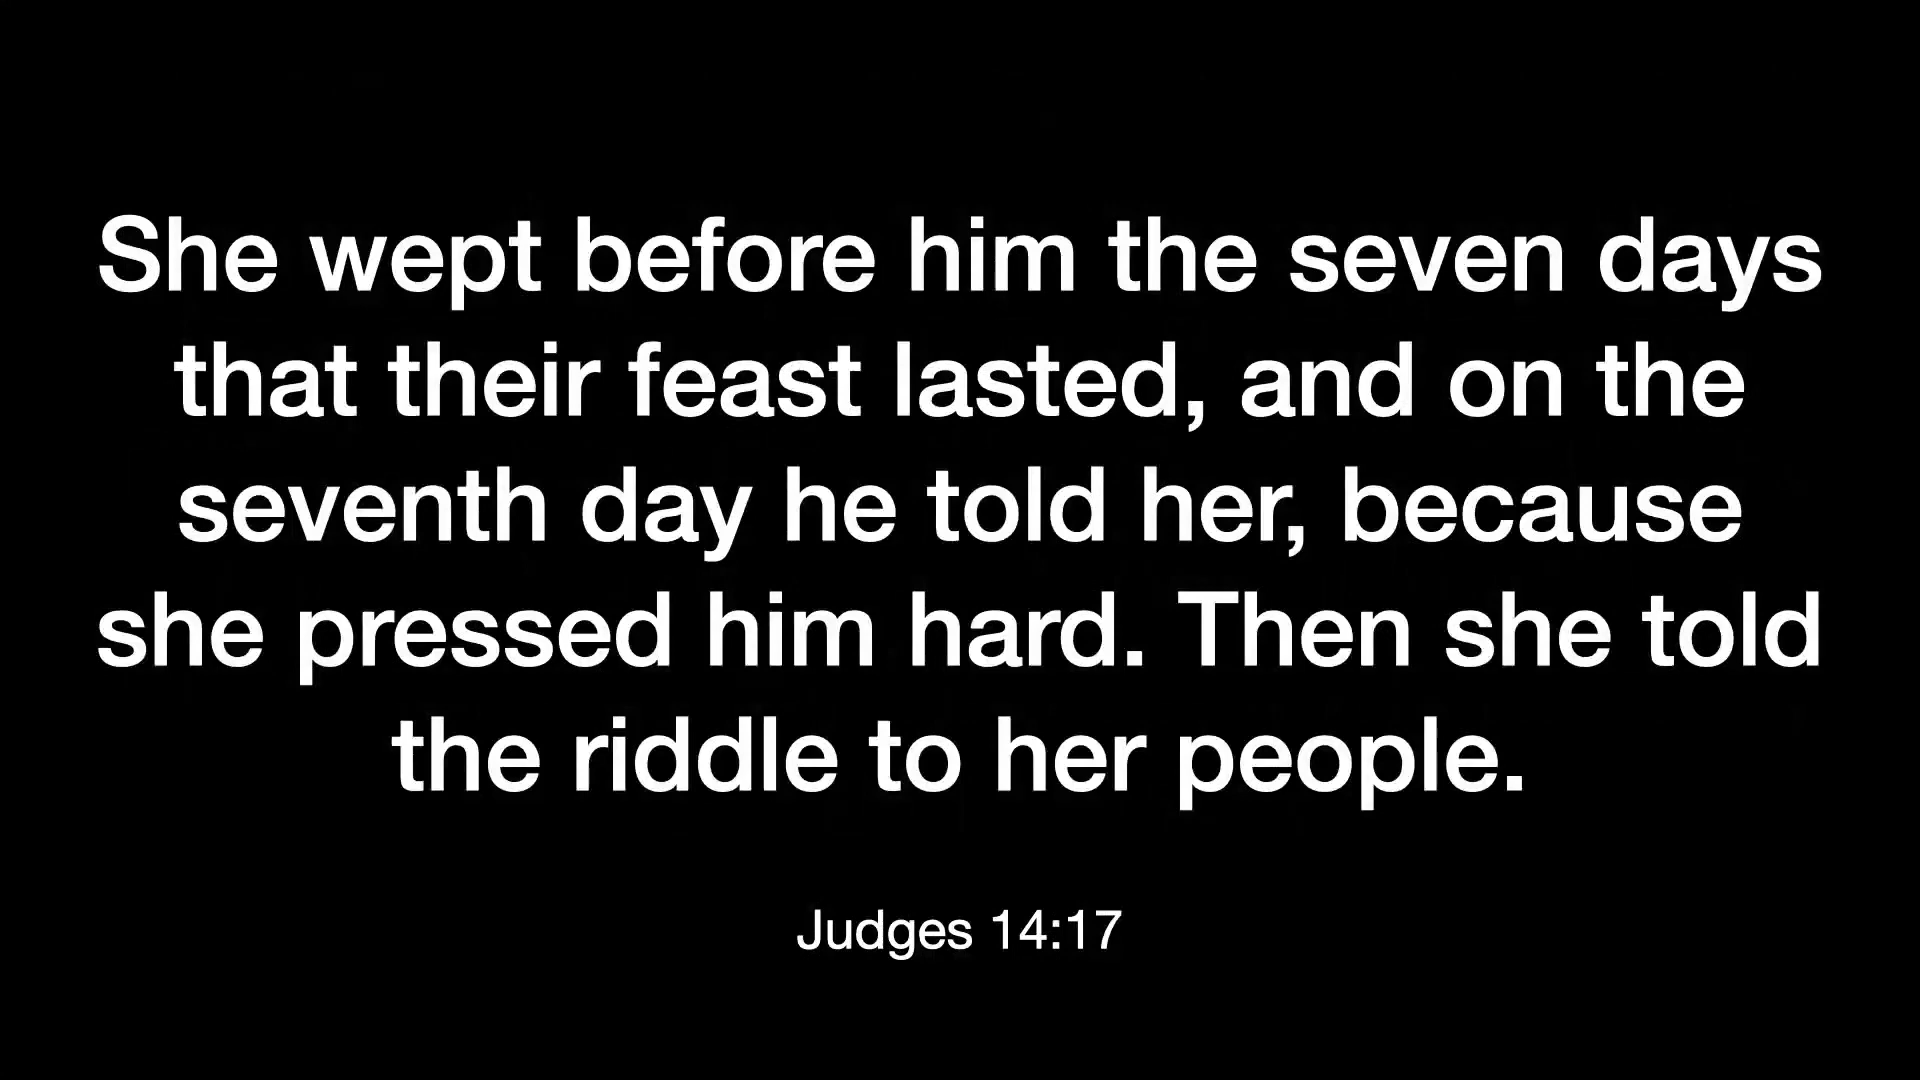 She wept before him the seven days
that their feast lasted, and on the
seventh day he told her, because
she pressed him hard. Then she told
the riddle to her people.
Judges 14:17